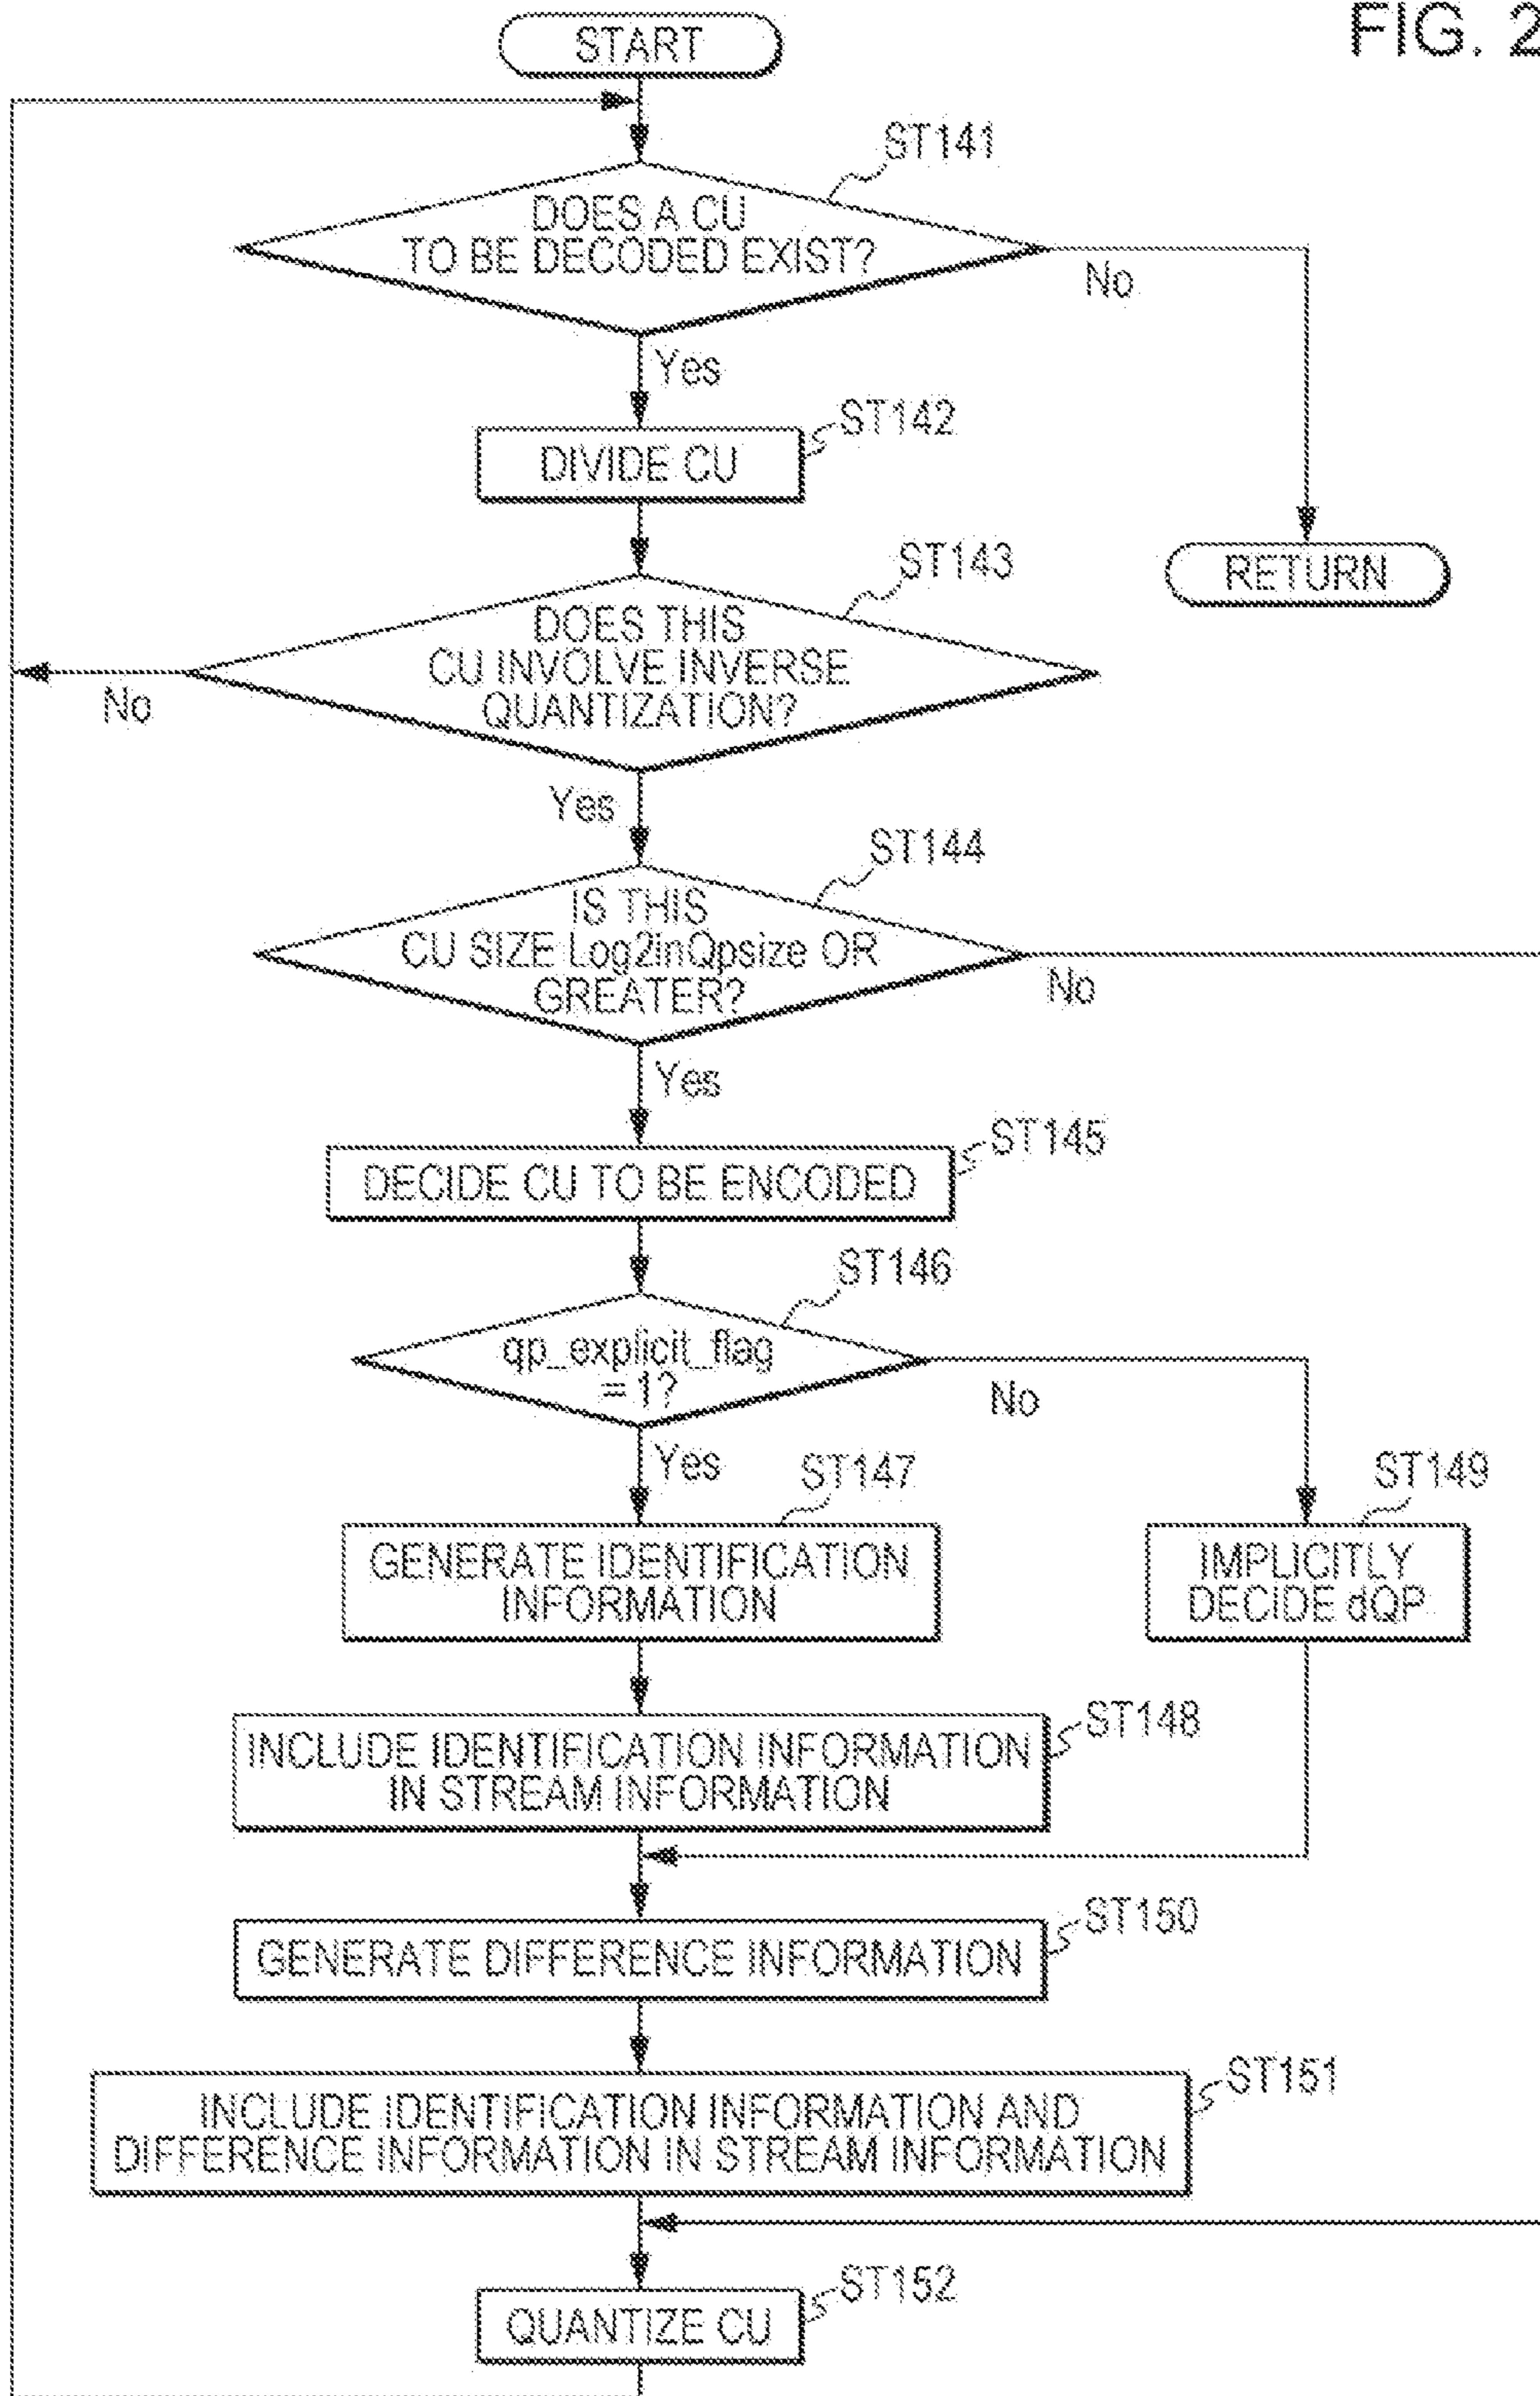 FIG. 2
START
ST141
DOES A CU
TO BE DECODED EXIST?
No
Yes
ST142
DIVIDE CU
ST143
RETURN
DOES THIS
CU INVOLVE INVERSE
QUANTIZATION?
No
Yes
ST144
IS THIS
CU SIZE Log2inQpsize OR
GREATER?
No
Yes
ST145
DECIDE CU TO BE ENCODED
ST146
qp_explicit_flag
= 1?
No
Yes
ST147
ST149
GENERATE IDENTIFICATION
INFORMATION
IMPLICITLY
DECIDE dQP
ST148
INCLUDE IDENTIFICATION INFORMATION
IN STREAM INFORMATION
ST150
GENERATE DIFFERENCE INFORMATION
ST151
INCLUDE IDENTIFICATION INFORMATION AND
DIFFERENCE INFORMATION IN STREAM INFORMATION
ST152
QUANTIZE CU